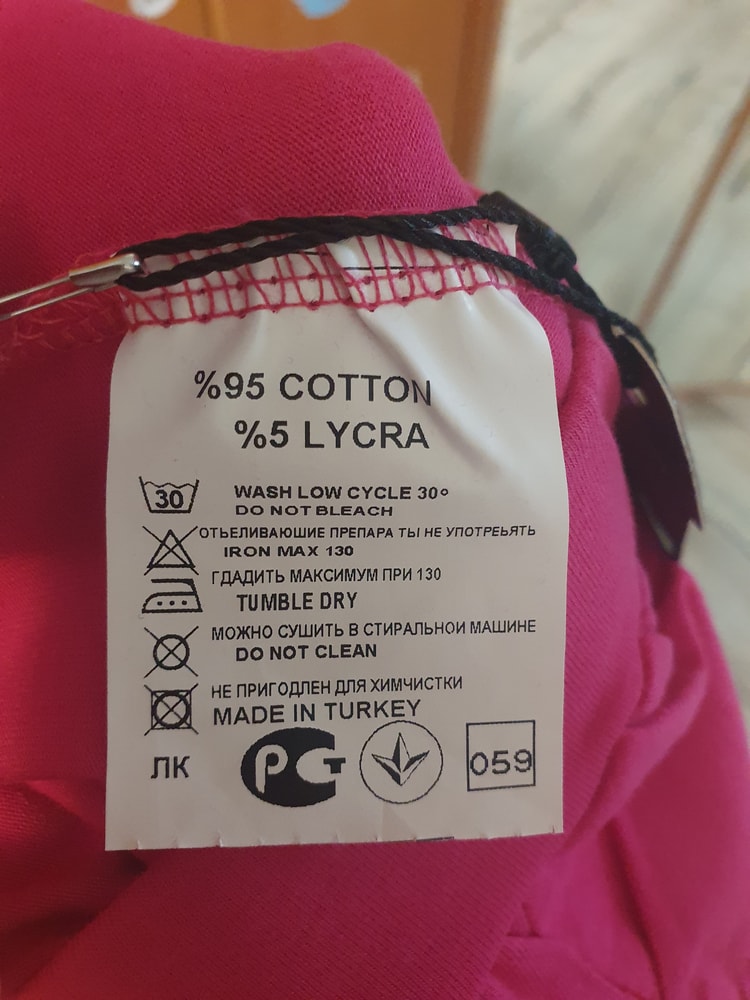 %95 COTTON
%5 LYCRA
30
WASH LOW CYCLE 30°
DO NOT BLEACH
ОТЬЕЛИВАЮШИЕ ПРЕПАРА ТЫ НЕ УПОТРЕЬЯТЬ
IRON MAX 130
ГДАДИТЬ МАКСИМУМ ПРИ 130
TUMBLE DRY
МОЖНО СУШИТЬ В СТИРАЛЬНОИ МАШИНЕ
DO NOT CLEAN
НЕ ПРИГОДЛЕН ДЛЯ ХИМЧИСТКИ
MADE IN TURKEY
ЛК РСТ 059